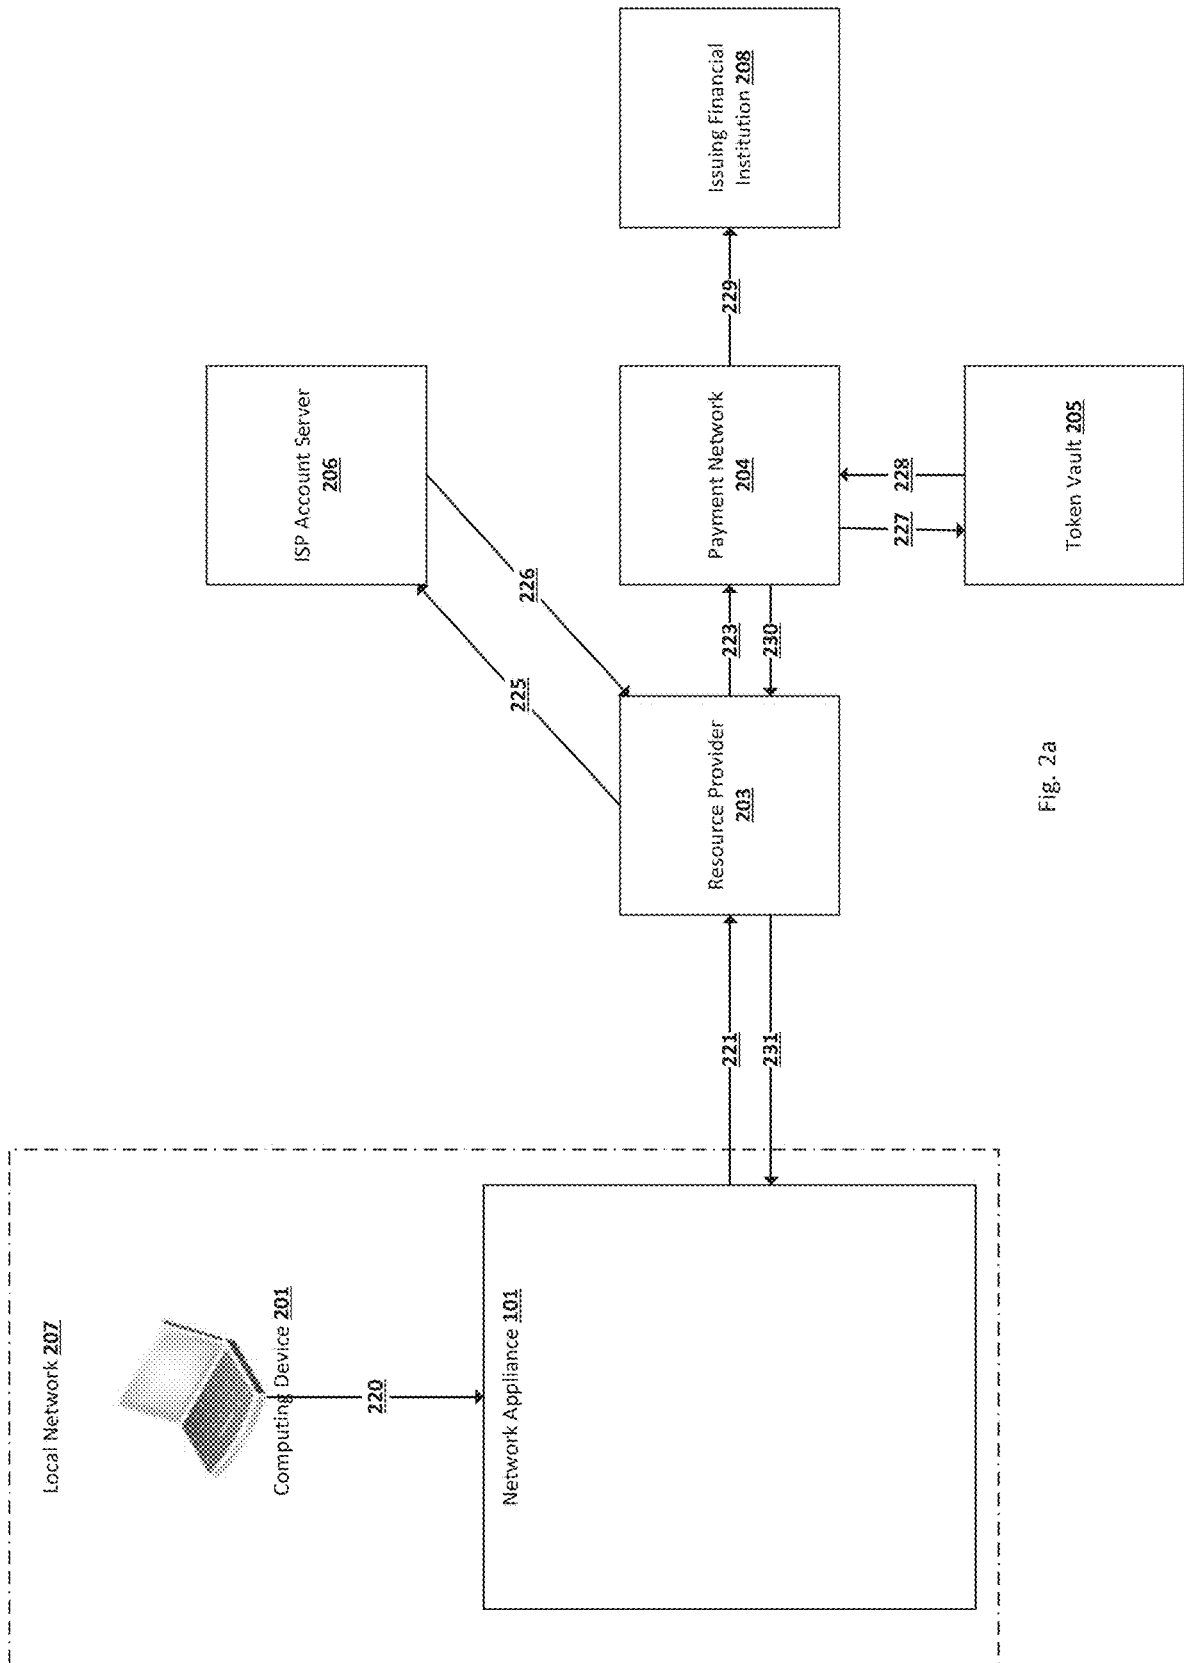 Local Network 207
Computing Device 201
220
Network Appliance 101
221
231
Resource Provider
203
225
226
ISP Account Server
206
223
230
Payment Network
204
227
228
Token Vault 205
229
Issuing Financial
Institution 208
Fig. 2a